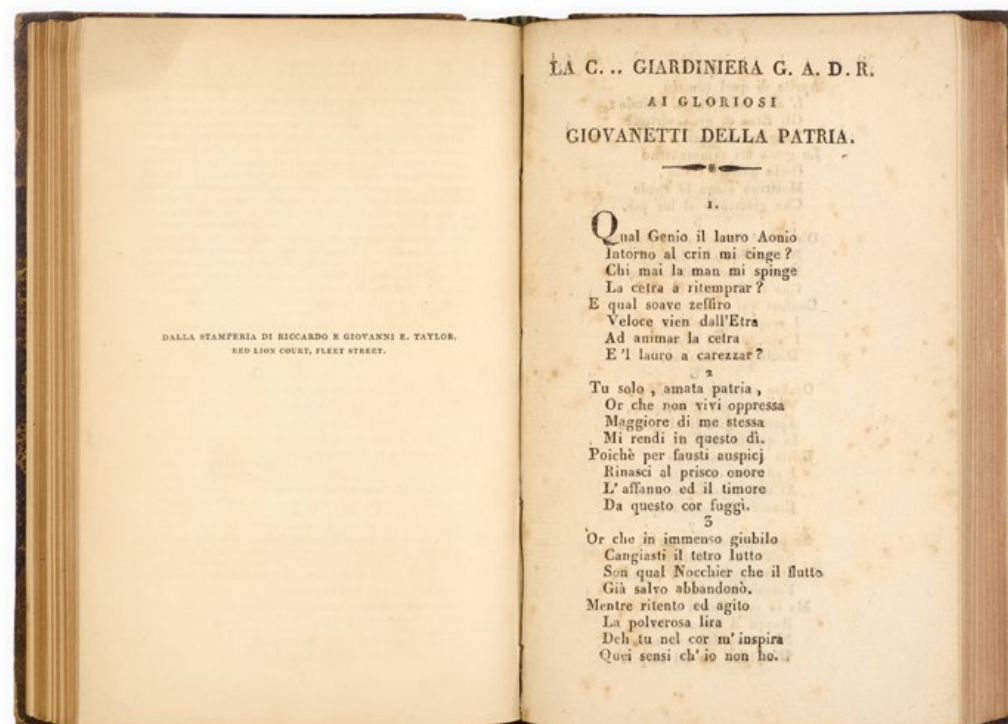 DALLA STAMPERIA DI RICCARDO E GIOVANNI E. TAYLOR,
RED LION COURT, FLEET STREET.
LA C... GIARDINIERA G. A. D. R.
AI GLORIOSI
GIOVANETTI DELLA PATRIA.
1.
Qual Genio il lauro Aonio
Intorno al crin mi cinge?
Chi mai la man mi spinge
La cetra a ritemprar?
E qual soave zeffiro
Veloce vien dall'Etra
Ad animar la cetra
E'l lauro a carezzar?
2
Tu solo, amata patria,
Or che non vivi oppressa
Maggiore di me stessa
Mi rendi in questo dì.
Poichè per fausti auspicj
Rinasci al prisco onore
L'affanno ed il timore
Da questo cor fuggì.
3
Or che in immenso giubilo
Cangiasti il tetro lutto
Son qual Nocchier che il flutto
Già salvo abbandonò.
Mentre ritento ed agito
La polverosa lira
Deh tu nel cor m'inspira
Quei sensi ch'io non ho.